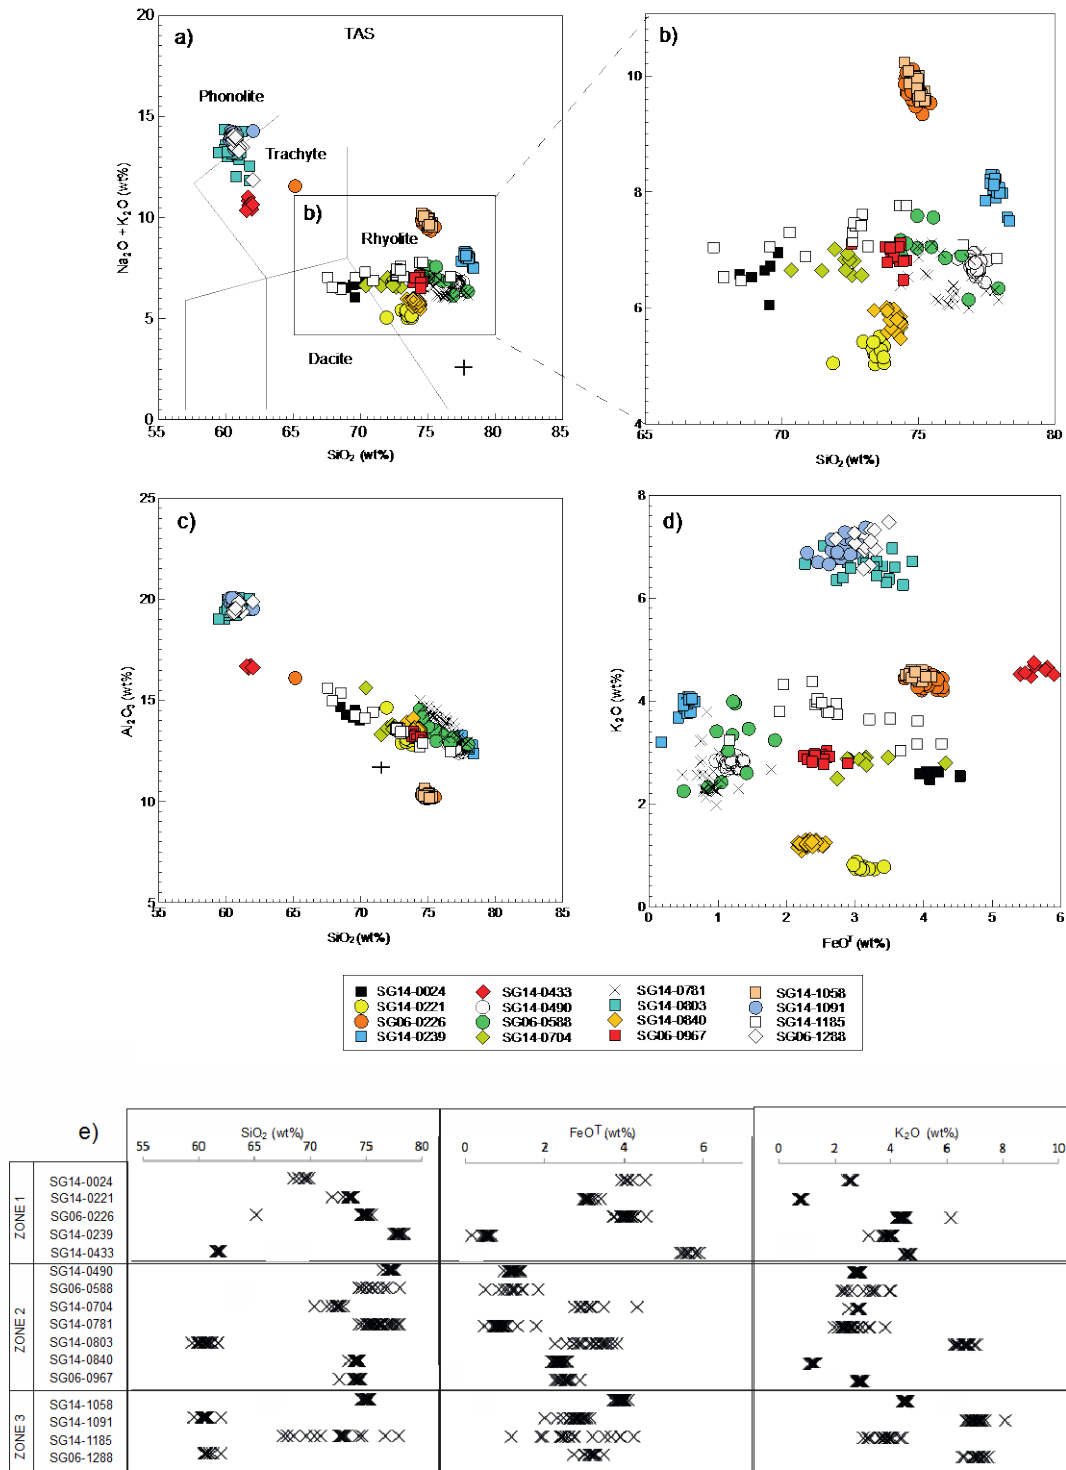 a)
TAS
Phonolite
Trachyte
b)
Rhyolite
Dacite
20
15
10
5
0
55 60 65 70 75 80 85
Na2O + K2O (wt%)
SiO2 (wt%)
b)
10
8
6
4
65 70 75 80
SiO2 (wt%)
c)
25
20
15
10
5
55 60 65 70 75 80 85
Al2O3 (wt%)
SiO2 (wt%)
d)
8
6
4
2
0
0 1 2 3 4 5 6
K2O (wt%)
FeOT (wt%)
SG14-0024 SG14-0433 SG14-0781 SG14-1058
SG14-0221 SG14-0490 SG14-0803 SG14-1091
SG06-0226 SG06-0588 SG14-0840 SG14-1185
SG14-0239 SG14-0704 SG06-0967 SG06-1288
e)
SiO2 (wt%) FeOT (wt%) K2O (wt%)
55 60 65 70 75 80 0 2 4 6 0 2 4 6 8 10
ZONE 1
SG14-0024
SG14-0221
SG06-0226
SG14-0239
SG14-0433
ZONE 2
SG14-0490
SG06-0588
SG14-0704
SG14-0781
SG14-0803
SG14-0840
SG06-0967
ZONE 3
SG14-1058
SG14-1091
SG14-1185
SG06-1288